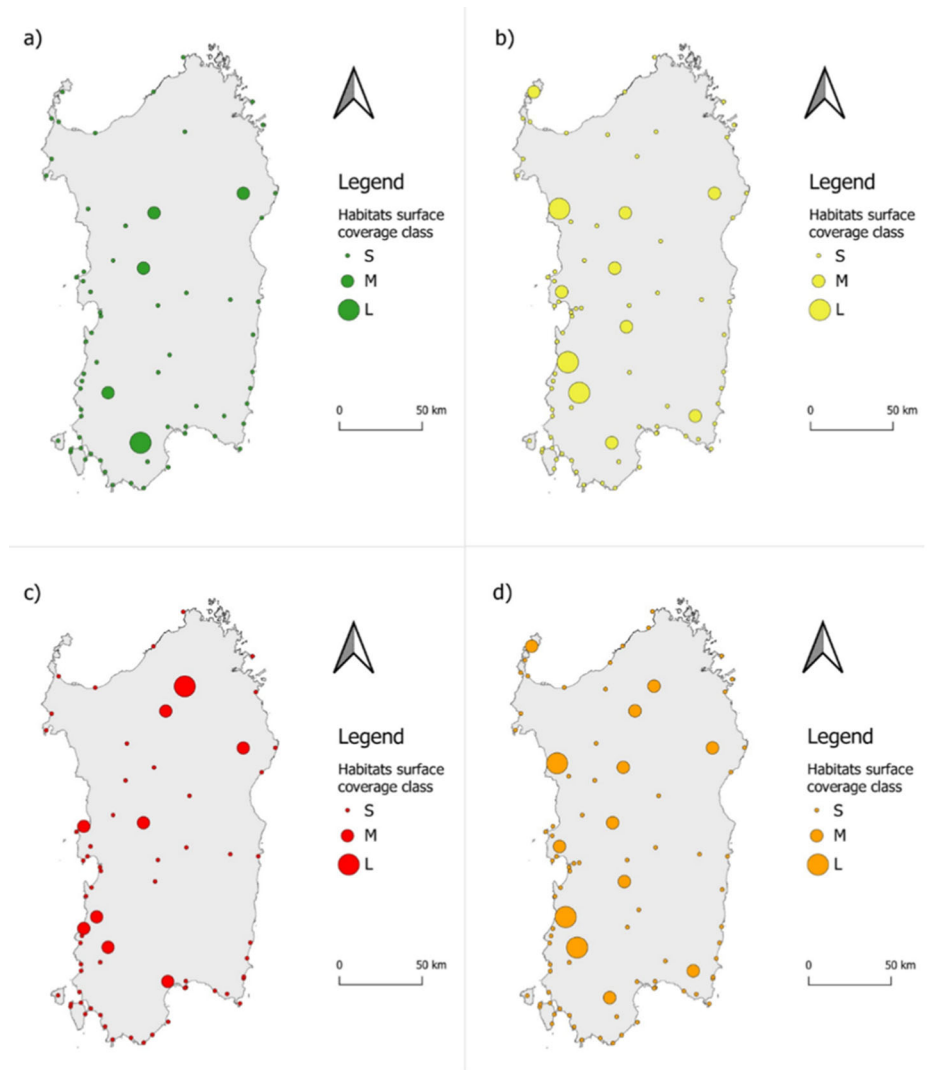 a)
Legend
Habitats surface
coverage class
S
M
L
0 50 km
b)
Legend
Habitats surface
coverage class
S
M
L
0 50 km
c)
Legend
Habitats surface
coverage class
S
M
L
0 50 km
d)
Legend
Habitats surface
coverage class
S
M
L
0 50 km